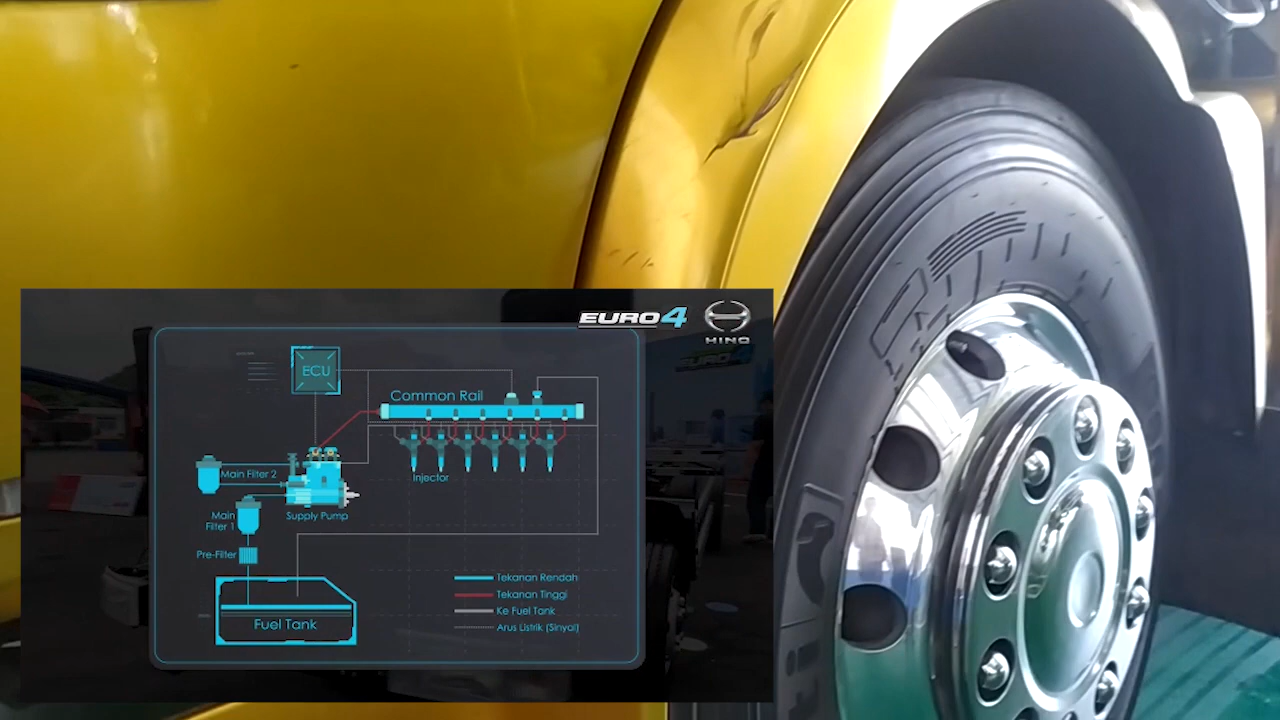 EURO4
HINO
ECU
Common Rail
Main Filter 2
Injector
Main
Filter 1
Supply Pump
Pre-Filter
Fuel Tank
Tekanan Rendah
Tekanan Tinggi
Ke Fuel Tank
Arus Listrik (Sinyal)